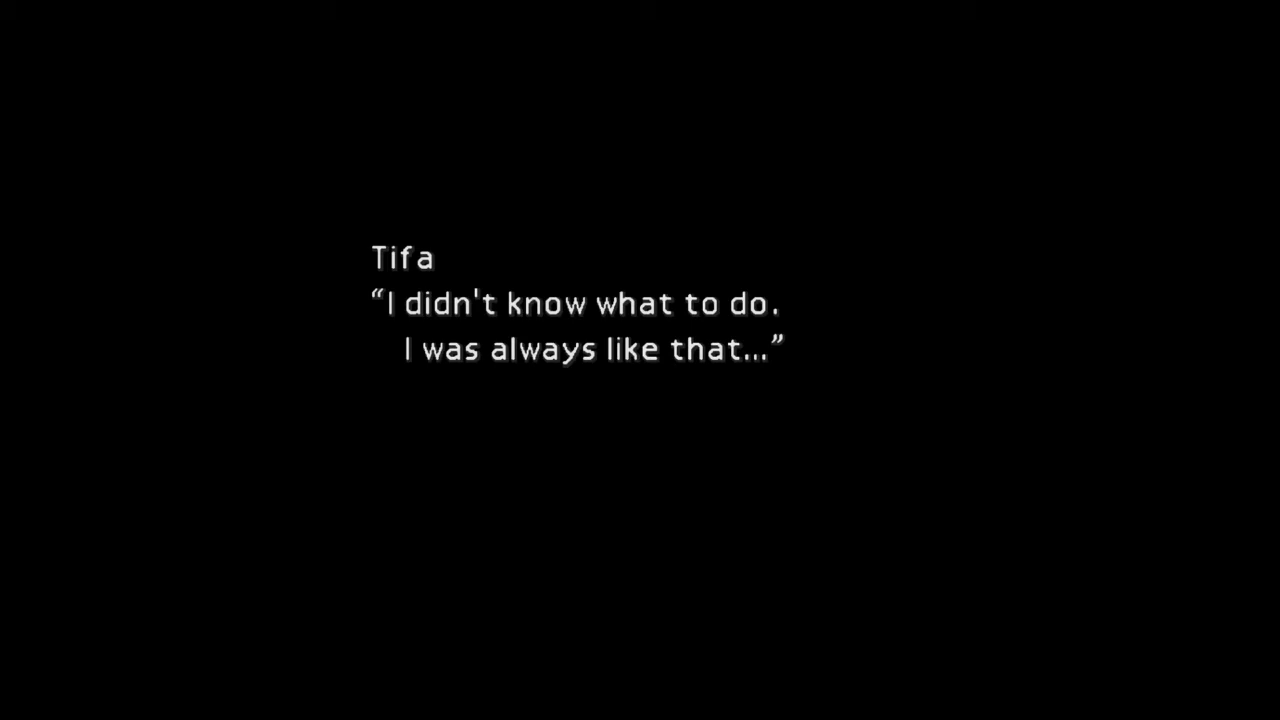 Tifa
“I didn't know what to do.
I was always like that...”